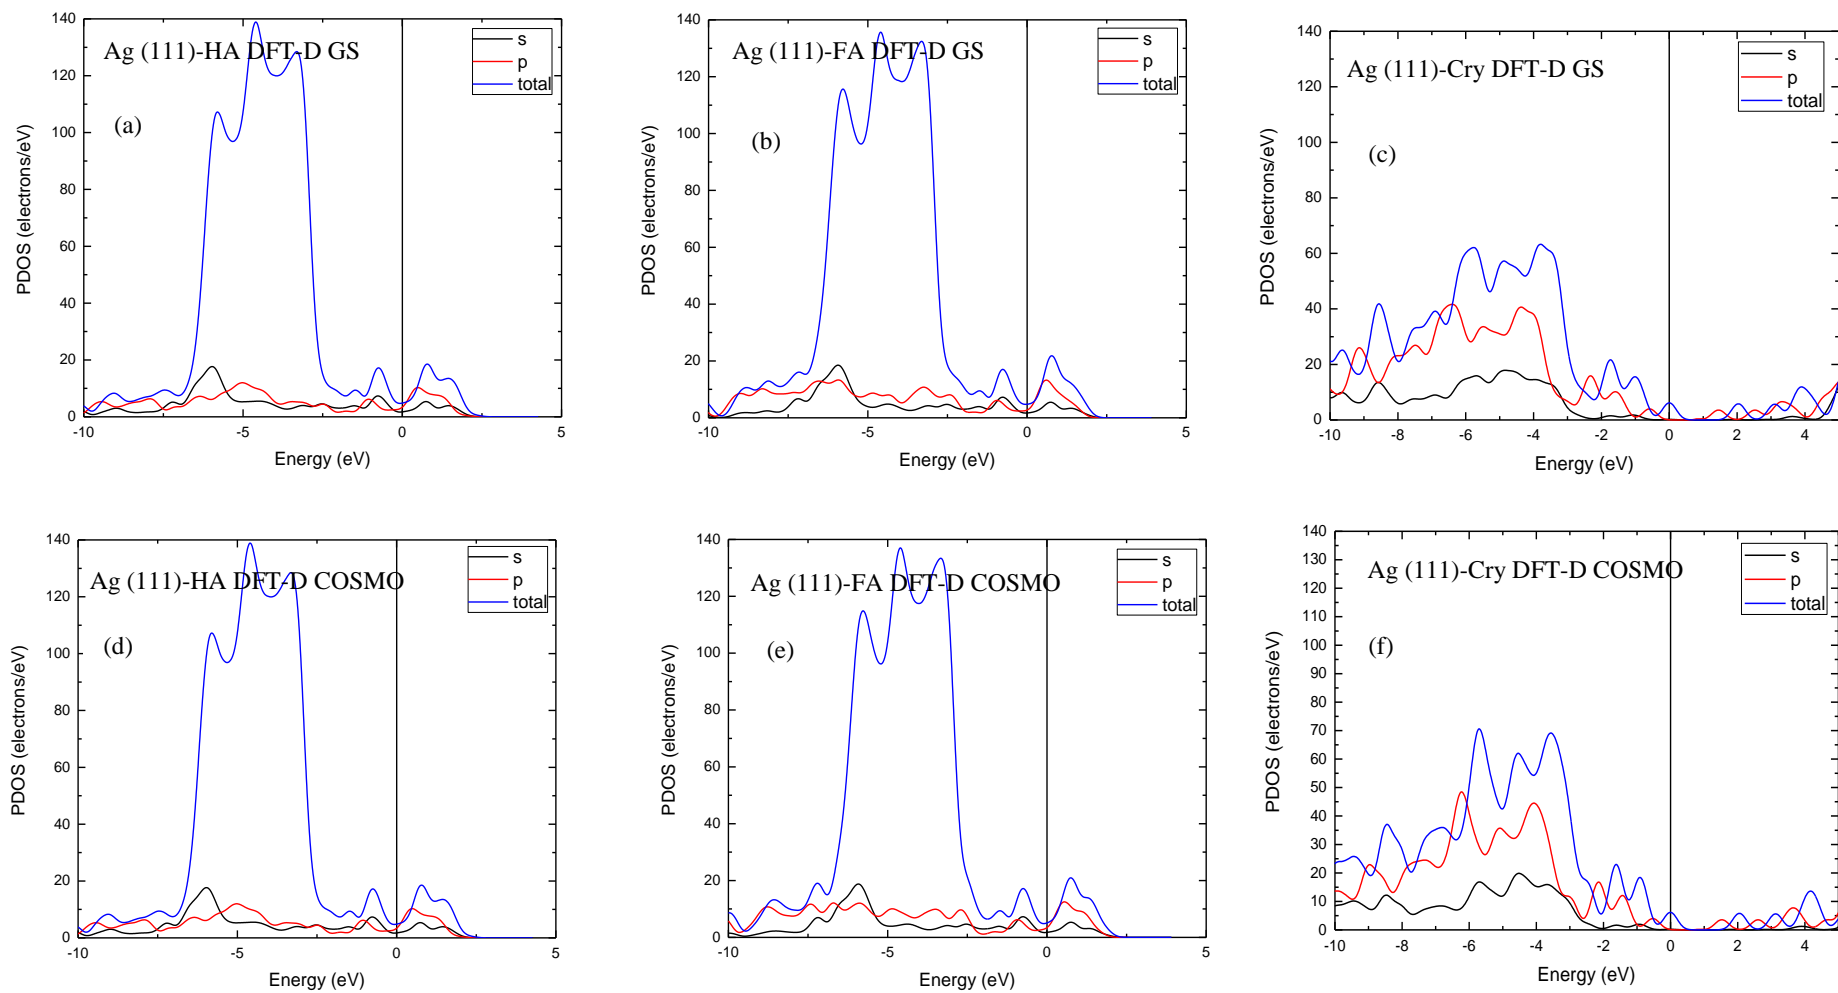 Ag (111)-HA DFT-D GS
s
p
total
(a)
PDOS (electrons/eV)
140
120
100
80
60
40
20
0
-10
-5
0
5
Energy (eV)
Ag (111)-FA DFT-D GS
s
p
total
(b)
PDOS (electrons/eV)
140
120
100
80
60
40
20
0
-10
-5
0
5
Energy (eV)
Ag (111)-Cry DFT-D GS
s
p
total
(c)
PDOS (electrons/eV)
140
120
100
80
60
40
20
0
-10
-8
-6
-4
-2
0
2
4
Energy (eV)
Ag (111)-HA DFT-D COSMO
s
p
total
(d)
PDOS (electrons/eV)
140
120
100
80
60
40
20
0
-10
-5
0
5
Energy (eV)
Ag (111)-FA DFT-D COSMO
s
p
total
(e)
PDOS (electrons/eV)
140
120
100
80
60
40
20
0
-10
-5
0
5
Energy (eV)
Ag (111)-Cry DFT-D COSMO
s
p
total
(f)
PDOS (electrons/eV)
140
130
120
110
100
90
80
70
60
50
40
30
20
10
0
-10
-8
-6
-4
-2
0
2
4
Energy (eV)